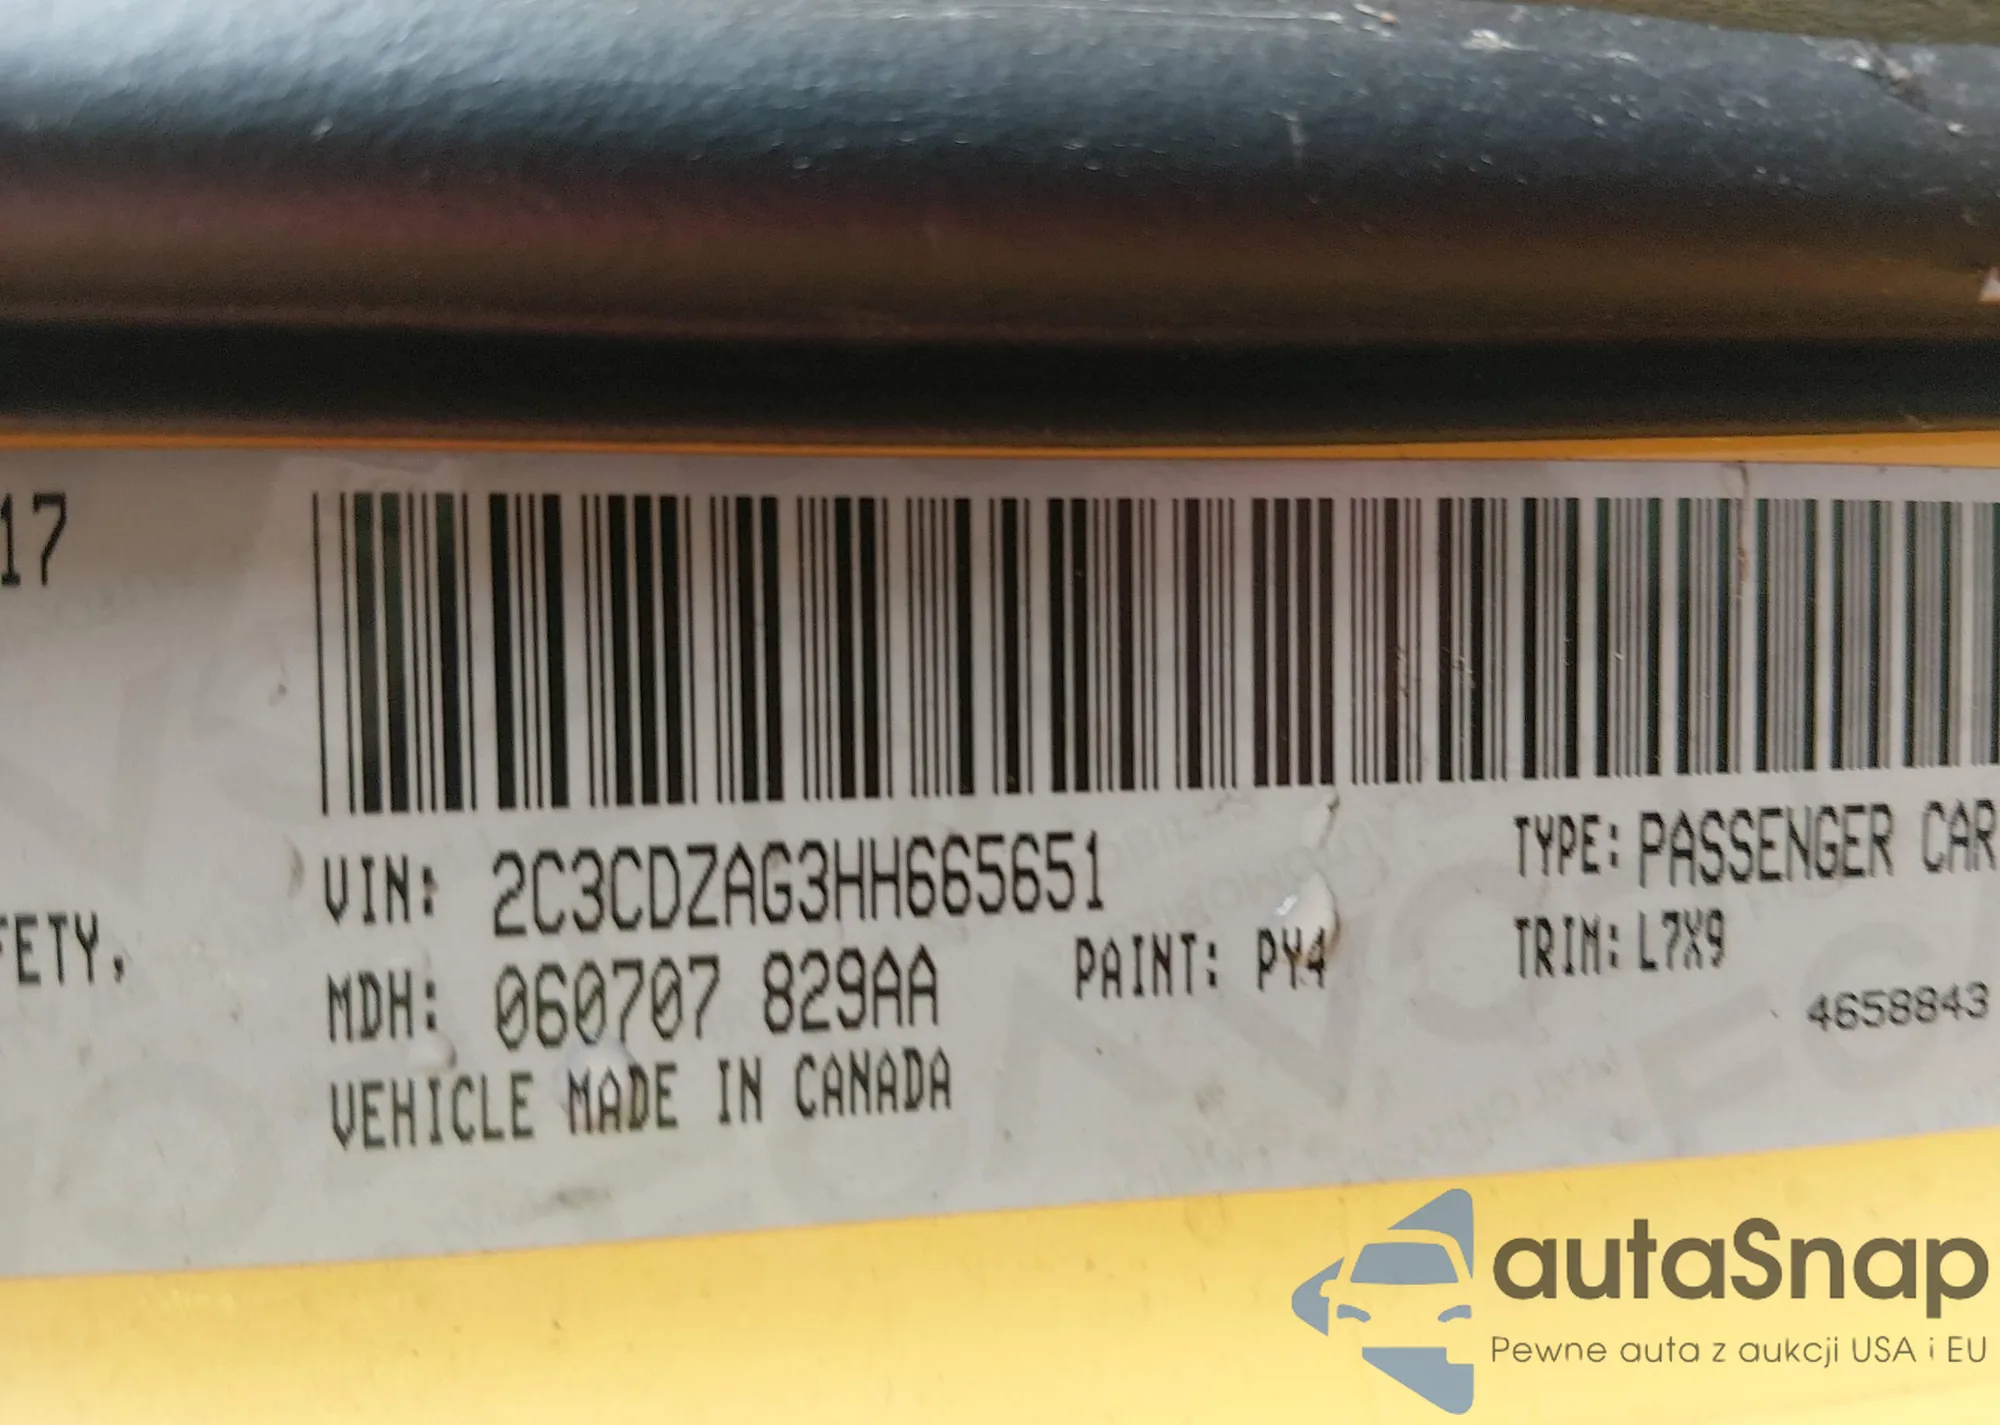 17
FETY,
VIN: 2C3CDZAG3HH665651
MDH: 060707 829AA
VEHICLE MADE IN CANADA
PAINT: PY4
TYPE: PASSENGER CAR
TRIM: L7X9
4658843
autaSnap
Pewne auta z aukcji USA i EU